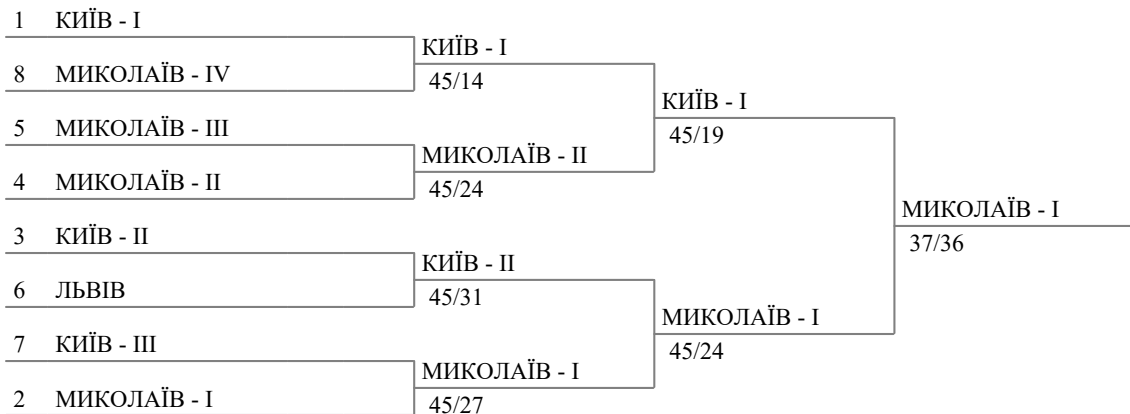 1 КИЇВ - I
КИЇВ - I
8 МИКОЛАЇВ - IV
45/14
КИЇВ - I
5 МИКОЛАЇВ - III
45/19
МИКОЛАЇВ - II
4 МИКОЛАЇВ - II
45/24
МИКОЛАЇВ - I
3 КИЇВ - II
37/36
КИЇВ - II
6 ЛЬВІВ
45/31
МИКОЛАЇВ - I
7 КИЇВ - III
45/24
МИКОЛАЇВ - I
2 МИКОЛАЇВ - I
45/27